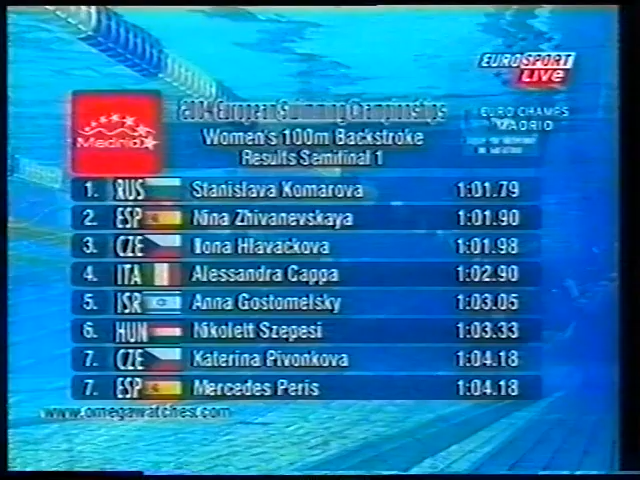 EUROSPORT
LIVE
2004 European Swimming Championships
EURO CHAMPS
MADRID
Madrid
Women's 100m Backstroke
Results Semifinal 1
1. RUS Stanislava Komarova 1:01.79
2. ESP Nina Zhivanevskaya 1:01.90
3. CZE Ilona Hlavackova 1:01.98
4. ITA Alessandra Cappa 1:02.90
5. ISR Anna Gostomelsky 1:03.05
6. HUN Nikolett Szepesi 1:03.33
7. CZE Katerina Pivonkova 1:04.18
7. ESP Mercedes Peris 1:04.18
www.omegawatches.com